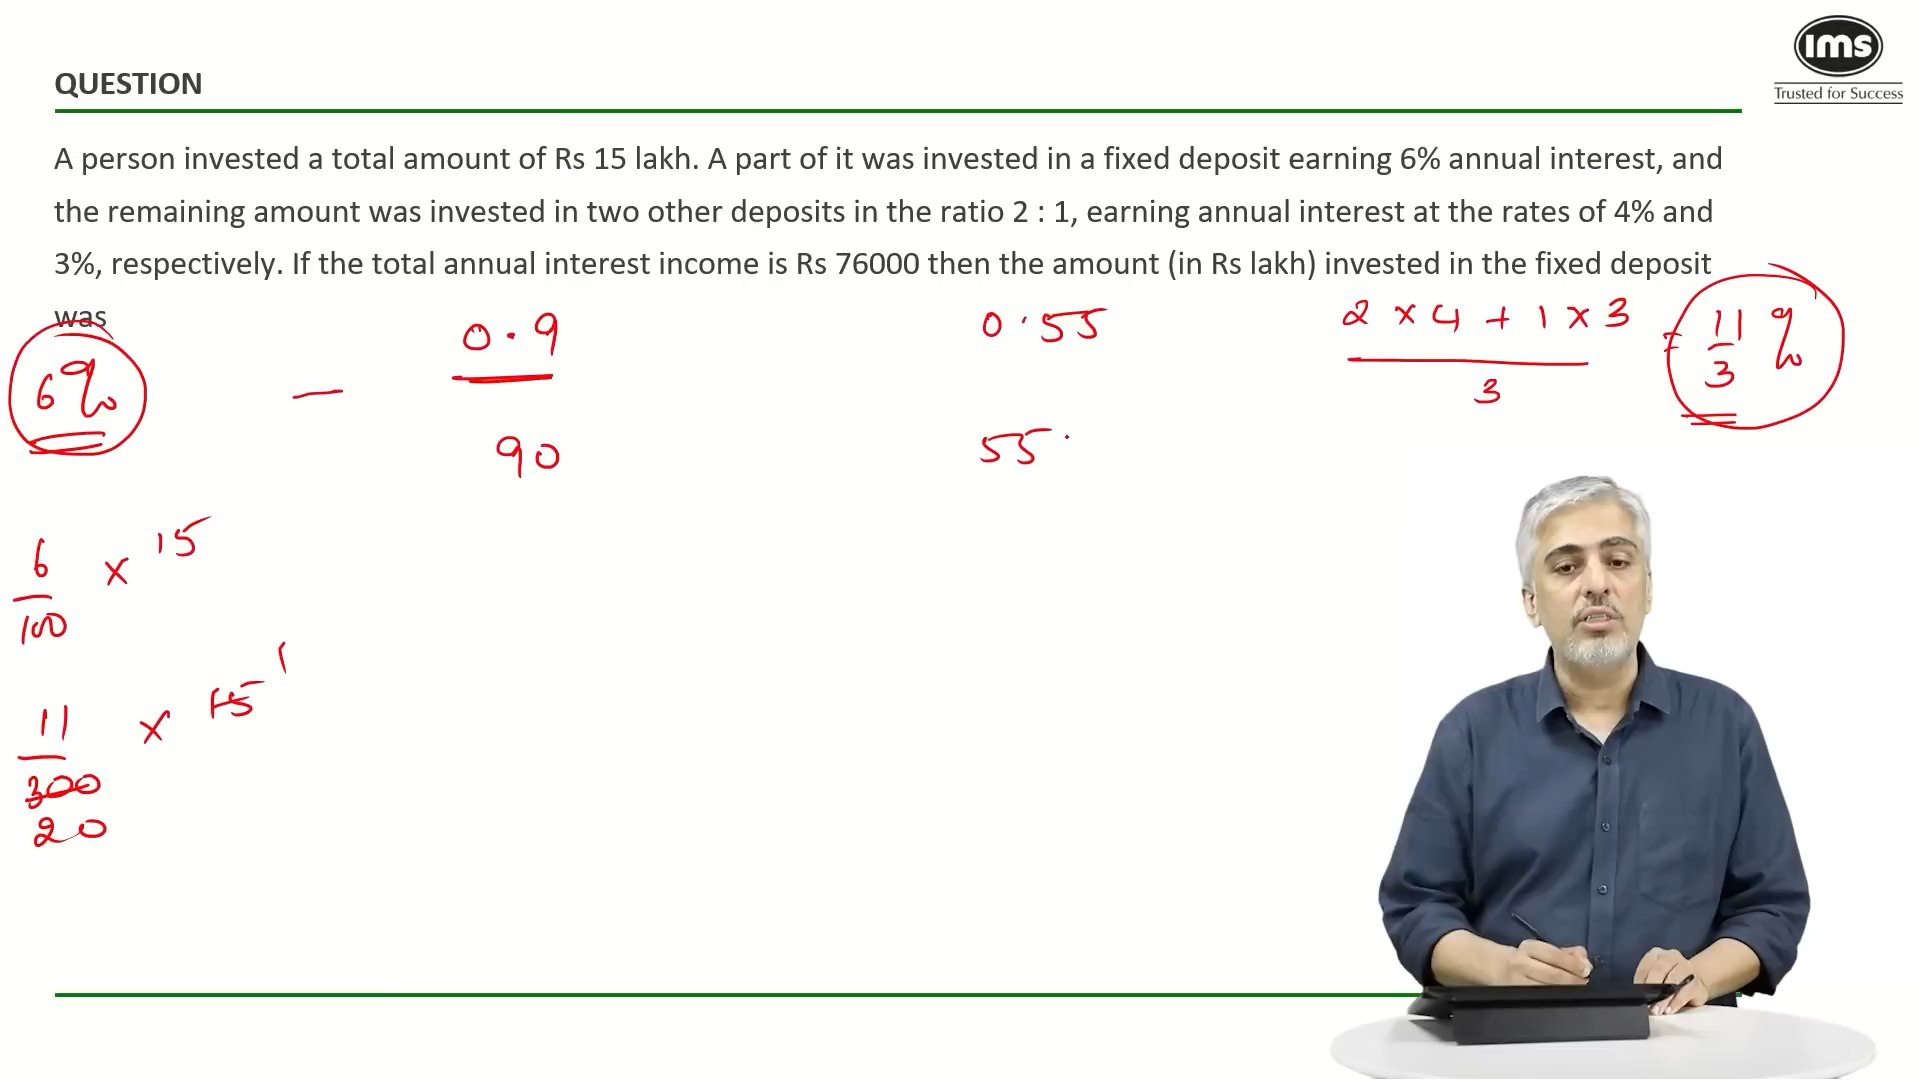 ims
Trusted for Success
QUESTION
A person invested a total amount of Rs 15 lakh. A part of it was invested in a fixed deposit earning 6% annual interest, and
the remaining amount was invested in two other deposits in the ratio 2 : 1, earning annual interest at the rates of 4% and
3%, respectively. If the total annual interest income is Rs 76000 then the amount (in Rs lakh) invested in the fixed deposit
was
6% — 0.9 0.55 2 × 4 + 1 × 3 = 11 %
3 3
90 55
6 × 15
100
11 × 15 1
300
20